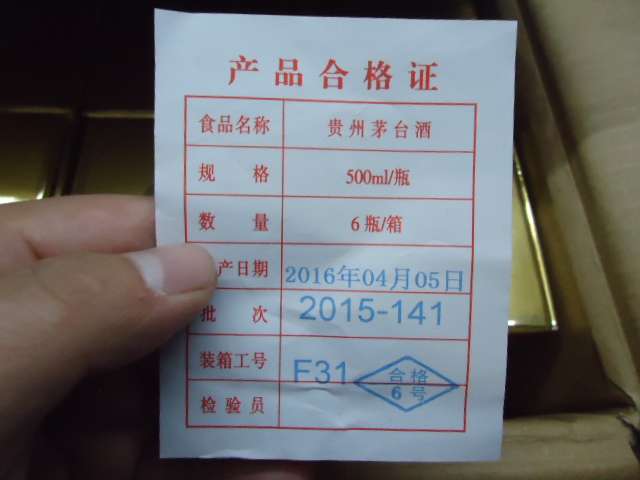 产品合格证
食品名称 贵州茅台酒
规 格 500ml/瓶
数 量 6瓶/箱
产日期 2016年04月05日
批 次 2015-141
装箱工号 F31
检验员 合格
6号